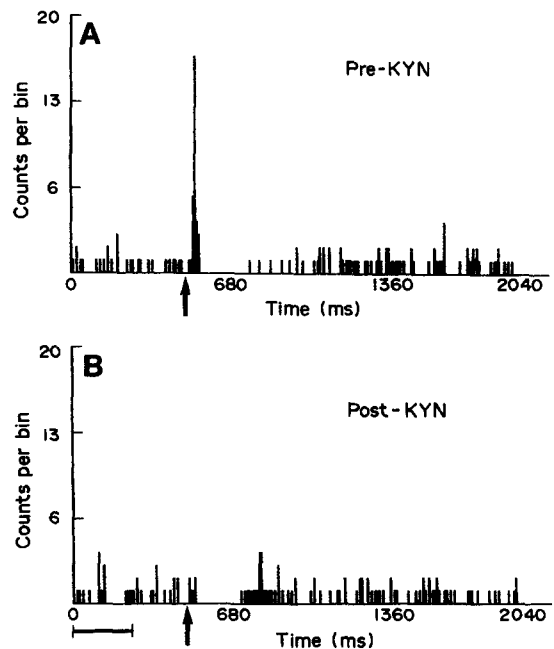 A
Pre-KYN
Counts per bin
20
13
6
0 680 1360 2040
Time (ms)
B
Post-KYN
Counts per bin
20
13
6
0 680 1360 2040
Time (ms)